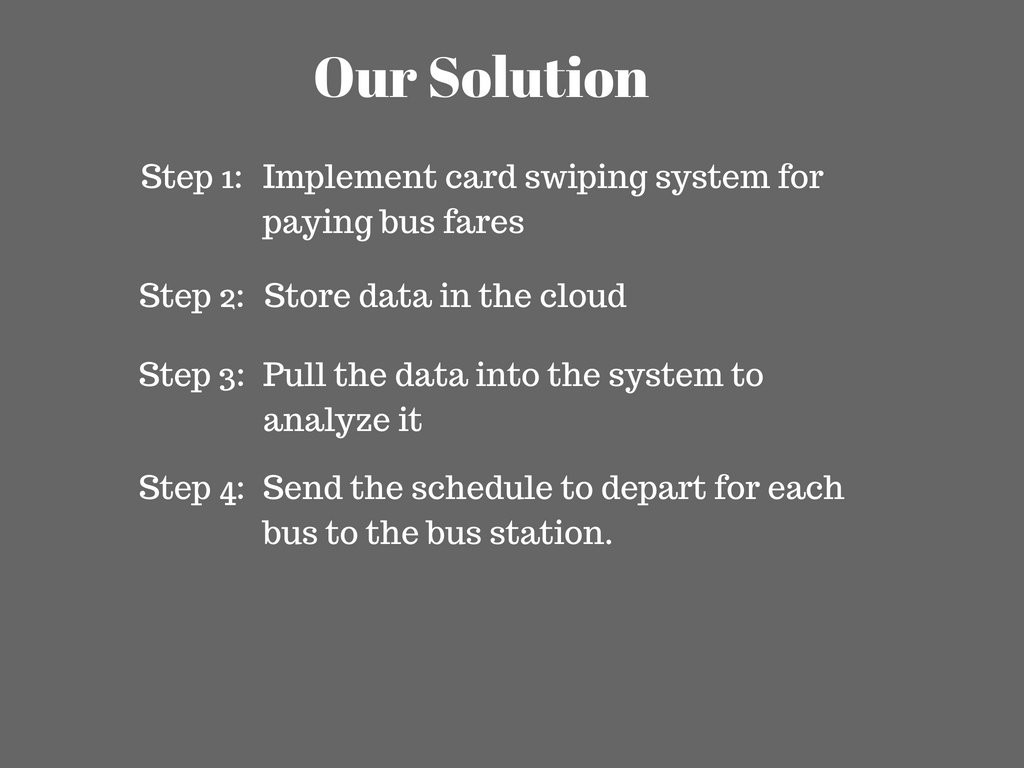 Our Solution
Step 1: Implement card swiping system for
paying bus fares
Step 2: Store data in the cloud
Step 3: Pull the data into the system to
analyze it
Step 4: Send the schedule to depart for each
bus to the bus station.